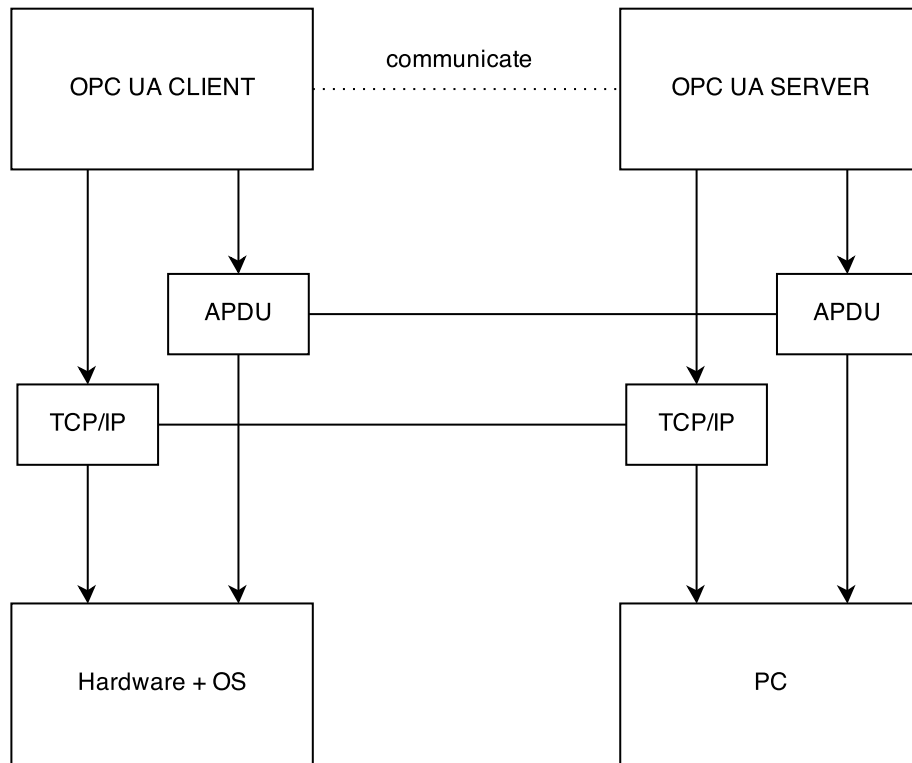 communicate
OPC UA CLIENT
OPC UA SERVER
APDU
APDU
TCP/IP
TCP/IP
Hardware + OS
PC